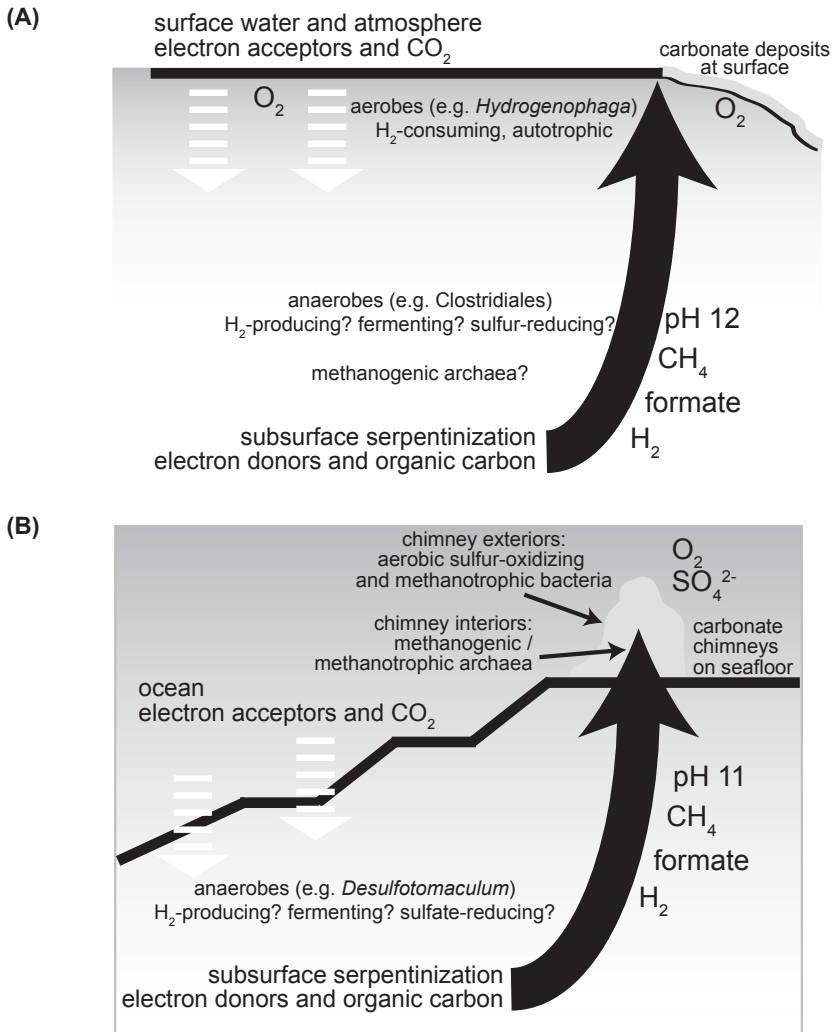 (A)
surface water and atmosphere
electron acceptors and CO₂
carbonate deposits
at surface
O₂
aerobes (e.g. Hydrogenophaga)
H₂-consuming, autotrophic
O₂
anaerobes (e.g. Clostridiales)
H₂-producing? fermenting? sulfur-reducing?
methanogenic archaea?
pH 12
CH₄
formate
H₂
subsurface serpentinization
electron donors and organic carbon
(B)
chimney exteriors:
aerobic sulfur-oxidizing
and methanotrophic bacteria
O₂
SO₄²⁻
chimney interiors:
methanogenic /
methanotrophic archaea
carbonate
chimneys
on seafloor
ocean
electron acceptors and CO₂
pH 11
CH₄
formate
H₂
anaerobes (e.g. Desulfotomaculum)
H₂-producing? fermenting? sulfate-reducing?
subsurface serpentinization
electron donors and organic carbon